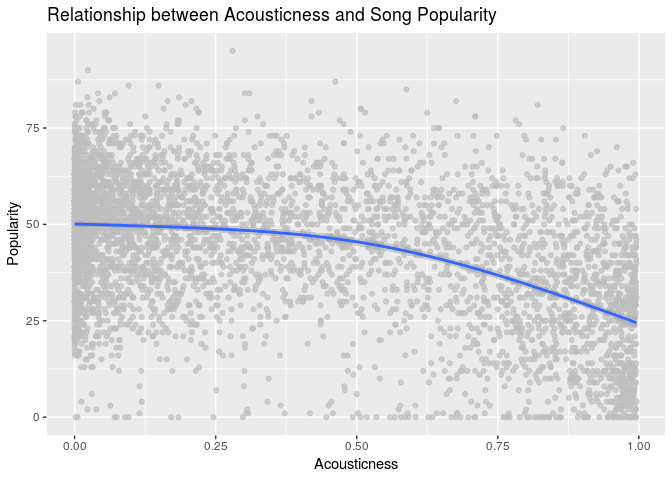 Relationship between Acousticness and Song Popularity
Popularity
75
50
25
0
0.00 0.25 0.50 0.75 1.00
Acousticness